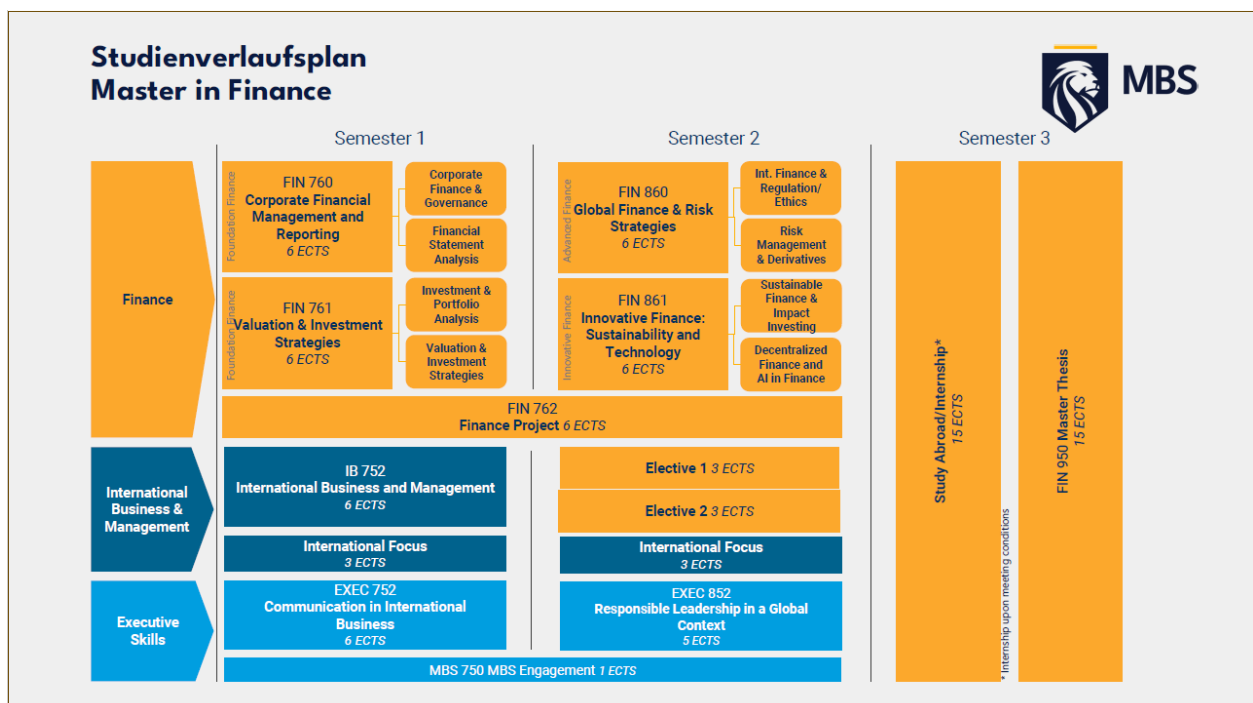 Studienverlaufsplan
Master in Finance
MBS
Semester 1
Semester 2
Semester 3
Finance
Foundation Finance
FIN 760
Corporate Financial
Management and
Reporting
6 ECTS
Corporate
Finance &
Governance
Financial
Statement
Analysis
Advanced Finance
FIN 860
Global Finance & Risk
Strategies
6 ECTS
Int. Finance &
Regulation/
Ethics
Risk
Management
& Derivatives
Foundation Finance
FIN 761
Valuation & Investment
Strategies
6 ECTS
Investment &
Portfolio
Analysis
Valuation &
Investment
Strategies
Innovative Finance
FIN 861
Innovative Finance:
Sustainability and
Technology
6 ECTS
Sustainable
Finance &
Impact
Investing
Decentralized
Finance and
AI in Finance
FIN 762
Finance Project 6 ECTS
International
Business &
Management
IB 752
International Business and Management
6 ECTS
Elective 1 3 ECTS
Elective 2 3 ECTS
International Focus
3 ECTS
International Focus
3 ECTS
Executive
Skills
EXEC 752
Communication in International
Business
6 ECTS
EXEC 852
Responsible Leadership in a Global
Context
5 ECTS
MBS 750 MBS Engagement 1 ECTS
Study Abroad/Internship*
15 ECTS
* Internship upon meeting conditions
FIN 950 Master Thesis
15 ECTS